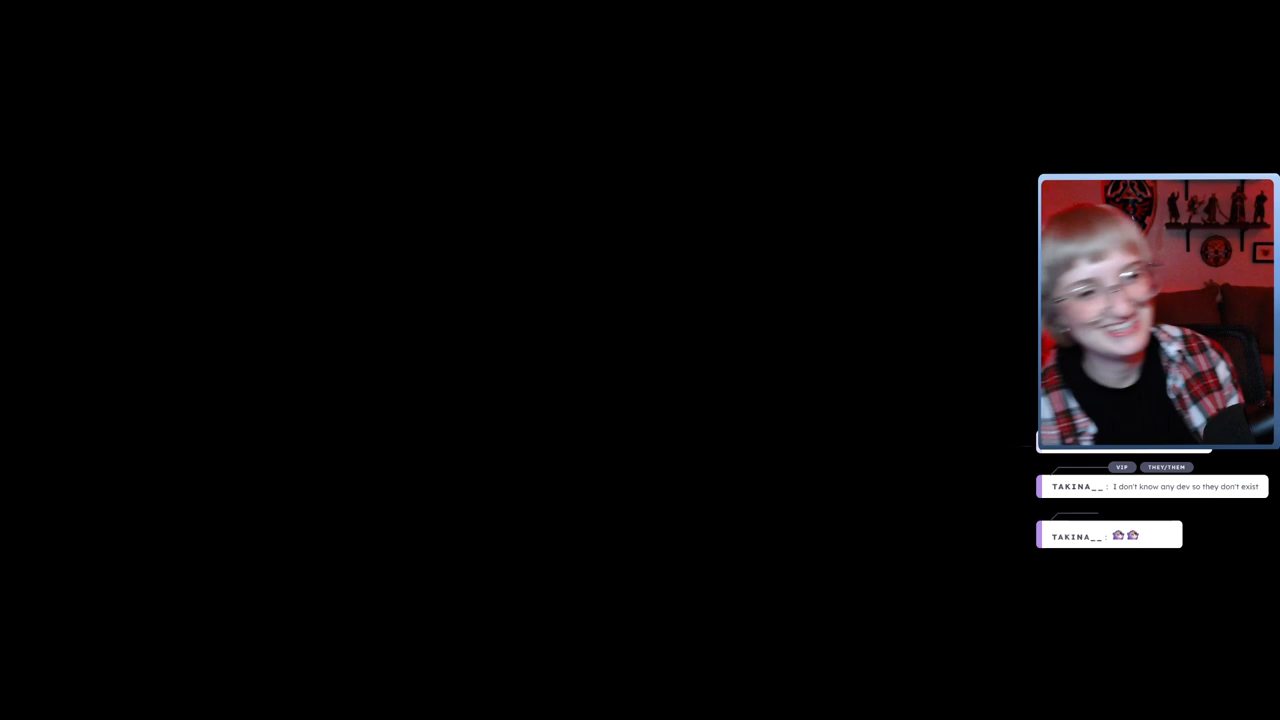 VIP THEY/THEM
TAKINA__ : I don't know any dev so they don't exist
TAKINA__ :